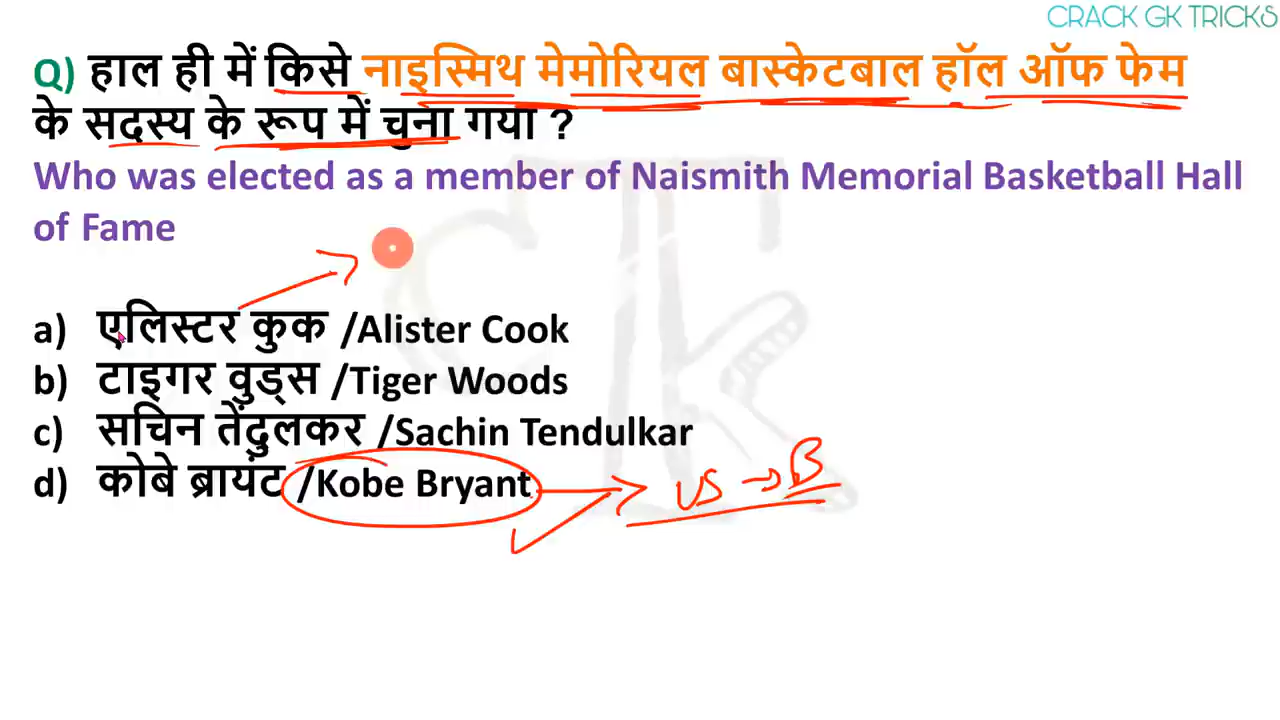 CRACK GK TRICKS
Q) हाल ही में किसे नाइस्मिथ मेमोरियल बास्केटबाल हॉल ऑफ फेम
के सदस्य के रूप में चुना गया ?
Who was elected as a member of Naismith Memorial Basketball Hall
of Fame
a) एलिस्टर कुक /Alister Cook
b) टाइगर वुड्स /Tiger Woods
c) सचिन तेंदुलकर /Sachin Tendulkar
d) कोबे ब्रायंट /Kobe Bryant
US → B